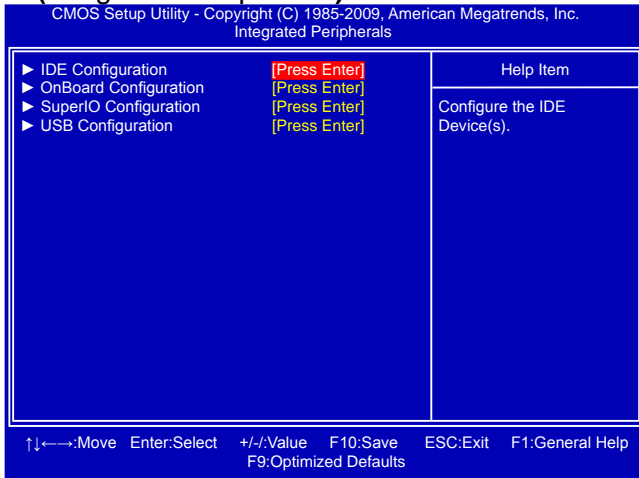 CMOS Setup Utility - Copyright (C) 1985-2009, American Megatrends, Inc.
Integrated Peripherals
► IDE Configuration [Press Enter]
► OnBoard Configuration [Press Enter]
► SuperIO Configuration [Press Enter]
► USB Configuration [Press Enter]
Help Item
Configure the IDE
Device(s).
↑↓←→:Move Enter:Select +/-/:Value F10:Save ESC:Exit F1:General Help
F9:Optimized Defaults